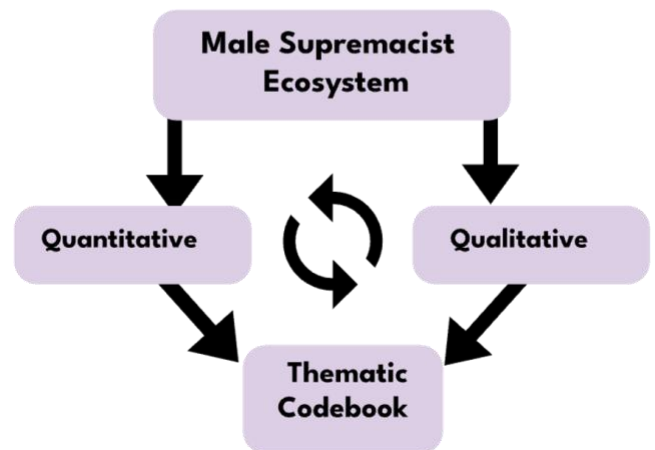 Male Supremacist
Ecosystem
Quantitative
Qualitative
Thematic
Codebook